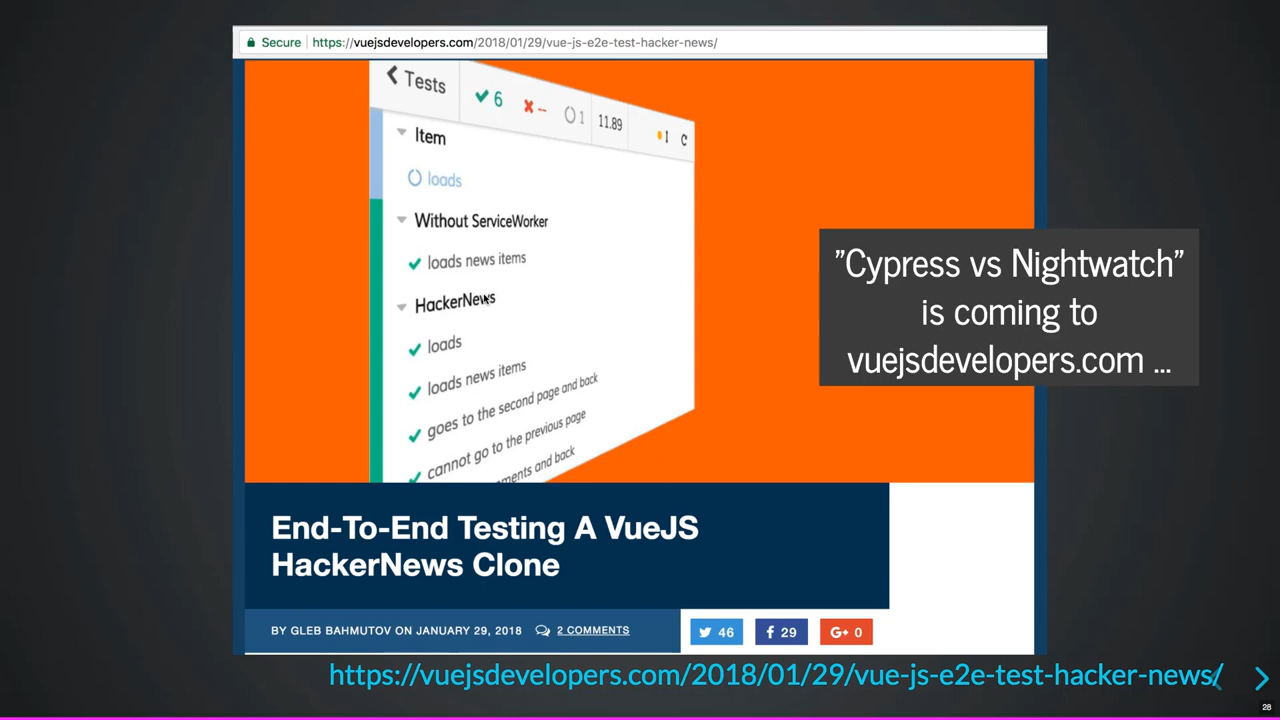 Secure https://vuejsdevelopers.com/2018/01/29/vue-js-e2e-test-hacker-news/
Tests 6 -- 1 11.89 1
Item
loads
Without ServiceWorker
loads news items
HackerNews
loads
loads news items
goes to the second page and back
cannot go to the previous page
and back
"Cypress vs Nightwatch"
is coming to
vuejsdevelopers.com ...
End-To-End Testing A VueJS
HackerNews Clone
BY GLEB BAHMUTOV ON JANUARY 29, 2018 2 COMMENTS
46 29 G+ 0
https://vuejsdevelopers.com/2018/01/29/vue-js-e2e-test-hacker-news/
28